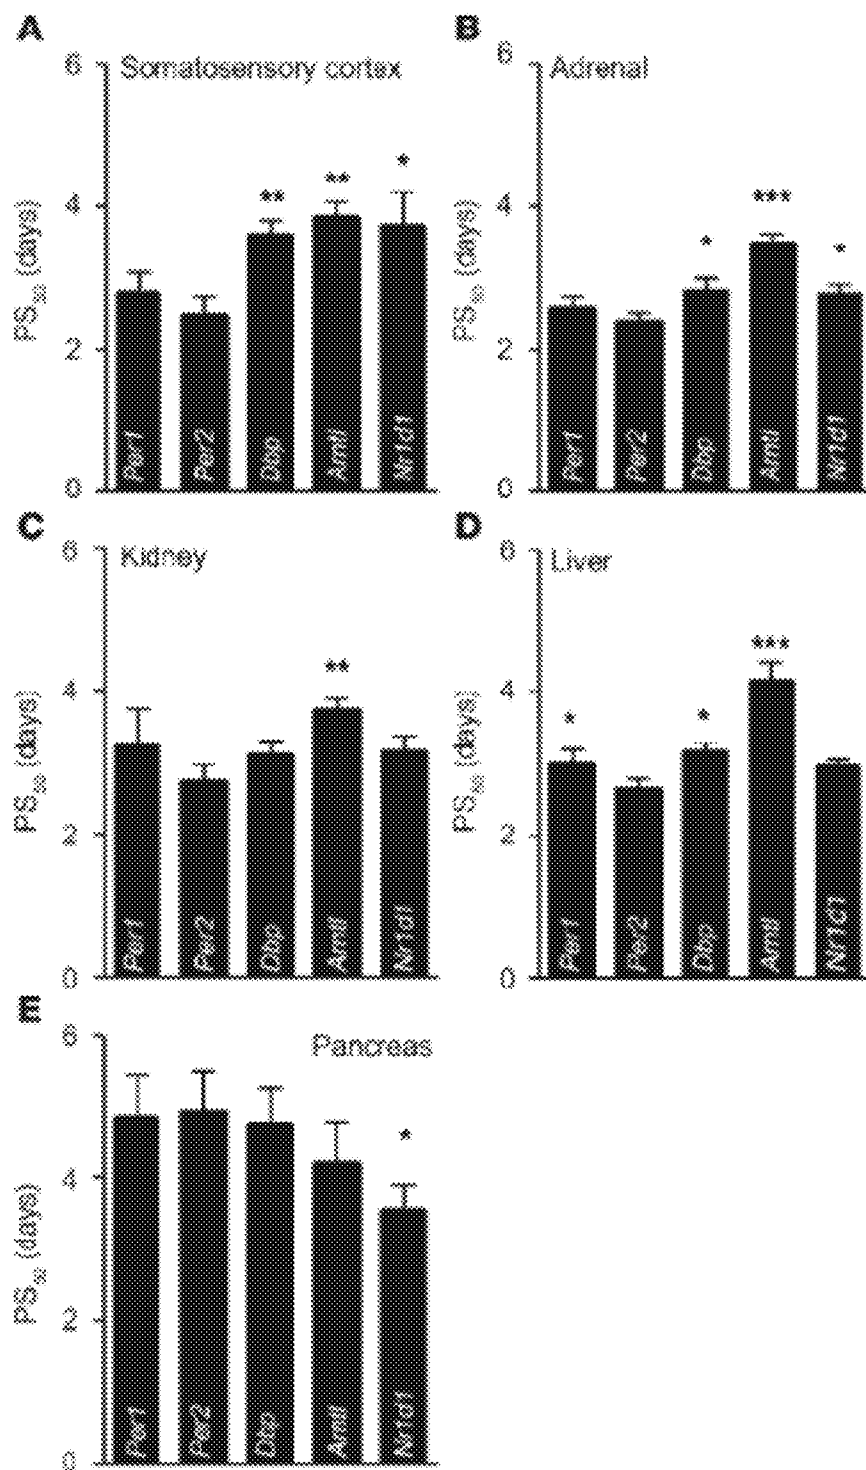 A
Somatosensory cortex
6
4
2
0
PS50 (days)
**
**
*
Per1
Per2
Dbp
Arntl
Nr1d1
B
Adrenal
6
4
2
0
PS50 (days)
*
***
*
Per1
Per2
Dbp
Arntl
Nr1d1
C
Kidney
6
4
2
0
PS50 (days)
**
Per1
Per2
Dbp
Arntl
Nr1d1
D
Liver
6
4
2
0
PS50 (days)
*
*
***
Per1
Per2
Dbp
Arntl
Nr1d1
E
Pancreas
6
4
2
0
PS50 (days)
*
Per1
Per2
Dbp
Arntl
Nr1d1